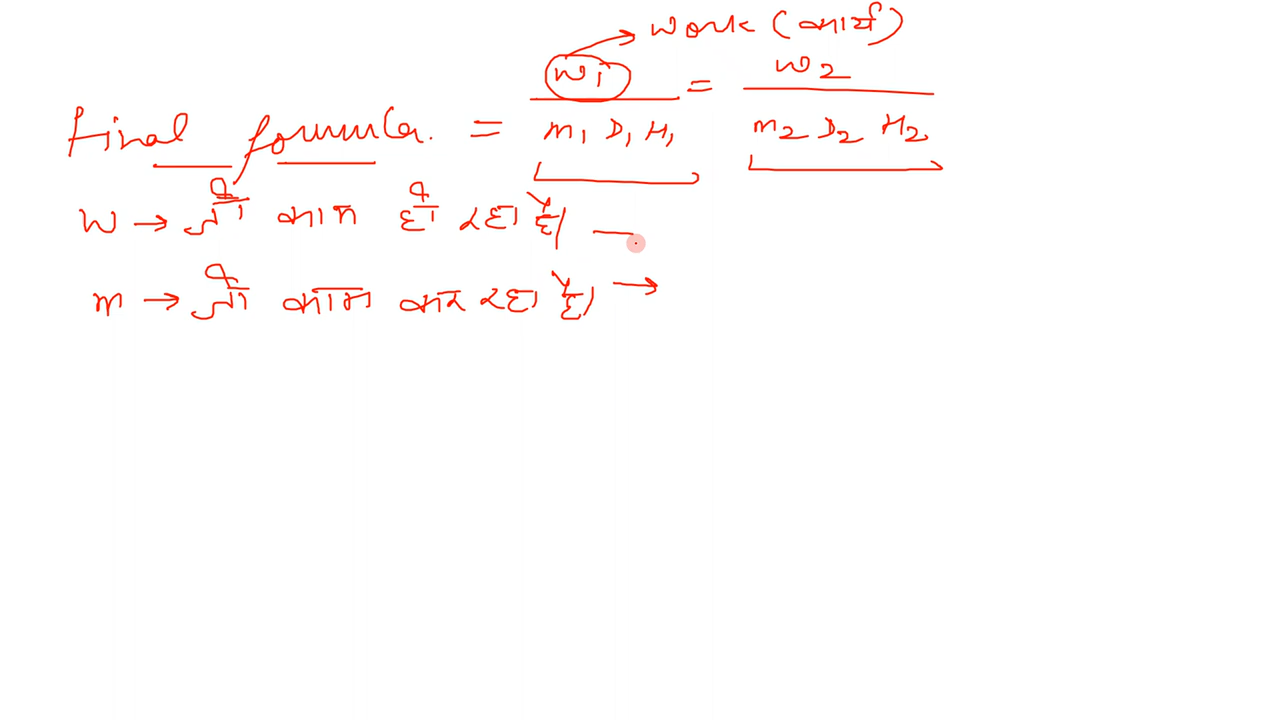 work (कार्य)
final formula. = W1 / M1 D1 H1 = W2 / M2 D2 H2
W → जो काम हो रहा है
M → जो काम कर रहा है →